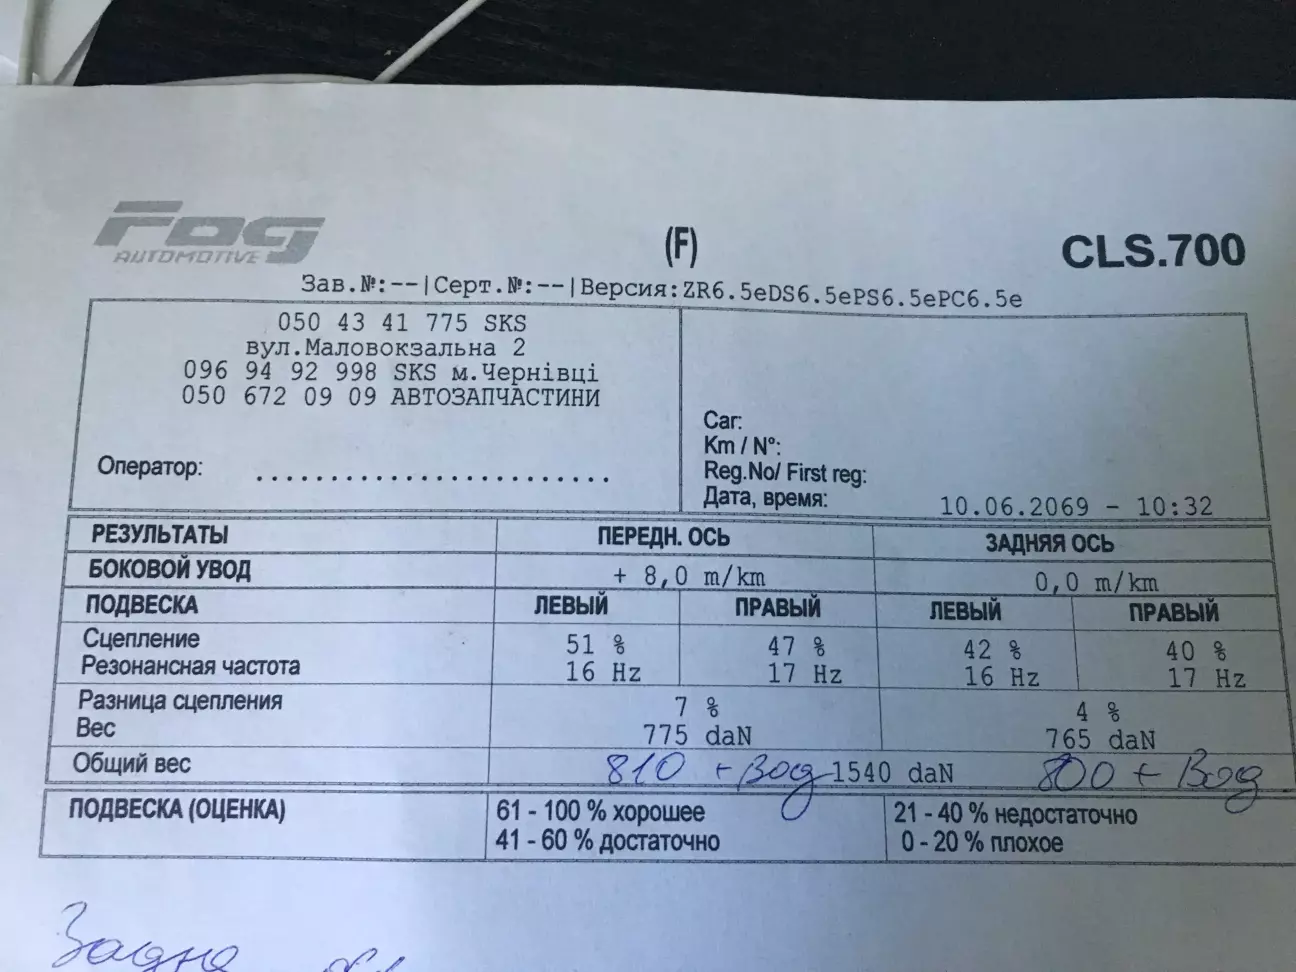 Fog
AUTOMOTIVE
(F)
CLS.700
Зав.№:--|Серт.№:--|Версия:ZR6.5eDS6.5ePS6.5ePC6.5e
050 43 41 775 SKS
вул.Маловокзальна 2
096 94 92 998 SKS м.Чернівці
050 672 09 09 АВТОЗАПЧАСТИНИ
Оператор: ........................
Car:
Km / N°:
Reg.No/ First reg:
Дата, время: 10.06.2069 - 10:32
РЕЗУЛЬТАТЫ ПЕРЕДН. ОСЬ ЗАДНЯЯ ОСЬ
БОКОВОЙ УВОД + 8,0 m/km 0,0 m/km
ПОДВЕСКА ЛЕВЫЙ ПРАВЫЙ ЛЕВЫЙ ПРАВЫЙ
Сцепление 51 % 47 % 42 % 40 %
Резонансная частота 16 Hz 17 Hz 16 Hz 17 Hz
Разница сцепления 7 % 4 %
Вес 775 daN 765 daN
Общий вес 810 + Вод 1540 daN 800 + Вод
ПОДВЕСКА (ОЦЕНКА) 61 - 100 % хорошее 21 - 40 % недостаточно
41 - 60 % достаточно 0 - 20 % плохое
Задня